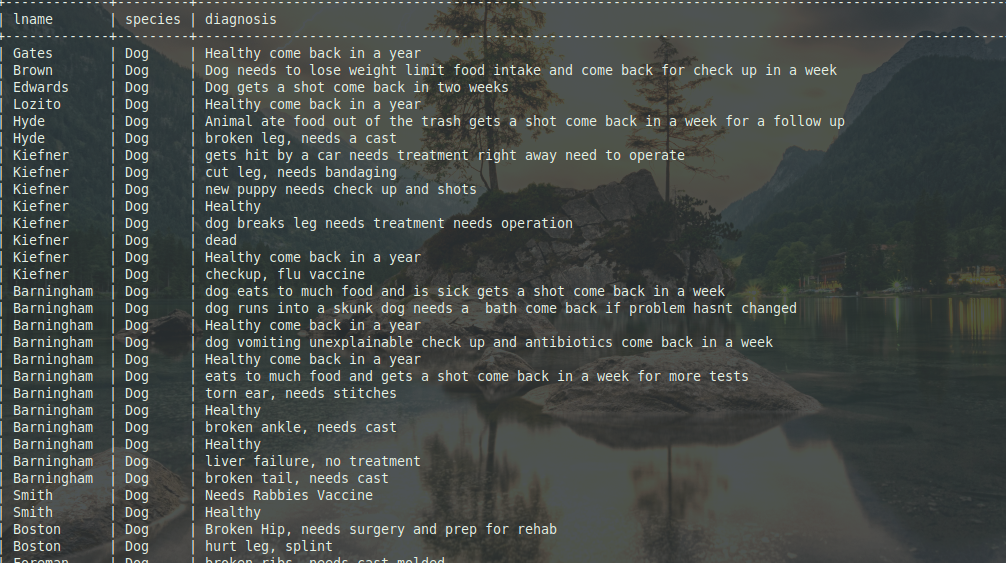 | lname | species | diagnosis
| Gates | Dog | Healthy come back in a year
| Brown | Dog | Dog needs to lose weight limit food intake and come back for check up in a week
| Edwards | Dog | Dog gets a shot come back in two weeks
| Lozito | Dog | Healthy come back in a year
| Hyde | Dog | Animal ate food out of the trash gets a shot come back in a week for a follow up
| Hyde | Dog | broken leg, needs a cast
| Kiefner | Dog | gets hit by a car needs treatment right away need to operate
| Kiefner | Dog | cut leg, needs bandaging
| Kiefner | Dog | new puppy needs check up and shots
| Kiefner | Dog | Healthy
| Kiefner | Dog | dog breaks leg needs treatment needs operation
| Kiefner | Dog | dead
| Kiefner | Dog | Healthy come back in a year
| Kiefner | Dog | checkup, flu vaccine
| Barningham | Dog | dog eats to much food and is sick gets a shot come back in a week
| Barningham | Dog | dog runs into a skunk dog needs a  bath come back if problem hasnt changed
| Barningham | Dog | Healthy come back in a year
| Barningham | Dog | dog vomiting unexplainable check up and antibiotics come back in a week
| Barningham | Dog | Healthy come back in a year
| Barningham | Dog | eats to much food and gets a shot come back in a week for more tests
| Barningham | Dog | torn ear, needs stitches
| Barningham | Dog | Healthy
| Barningham | Dog | broken ankle, needs cast
| Barningham | Dog | Healthy
| Barningham | Dog | liver failure, no treatment
| Barningham | Dog | broken tail, needs cast
| Smith | Dog | Needs Rabbies Vaccine
| Smith | Dog | Healthy
| Boston | Dog | Broken Hip, needs surgery and prep for rehab
| Boston | Dog | hurt leg, splint
| Foreman | Dog | broken ribs, needs cast molded